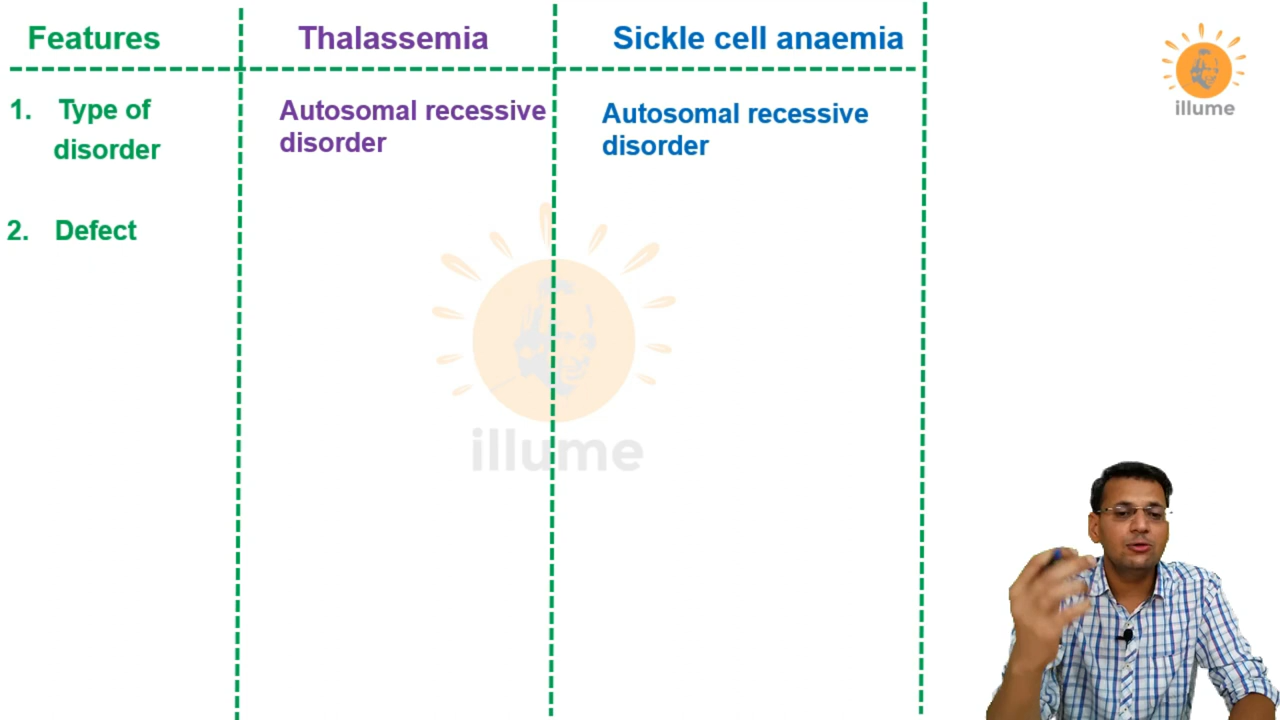 Features Thalassemia Sickle cell anaemia
1. Type of
disorder
Autosomal recessive
disorder
Autosomal recessive
disorder
2. Defect
illume
illume